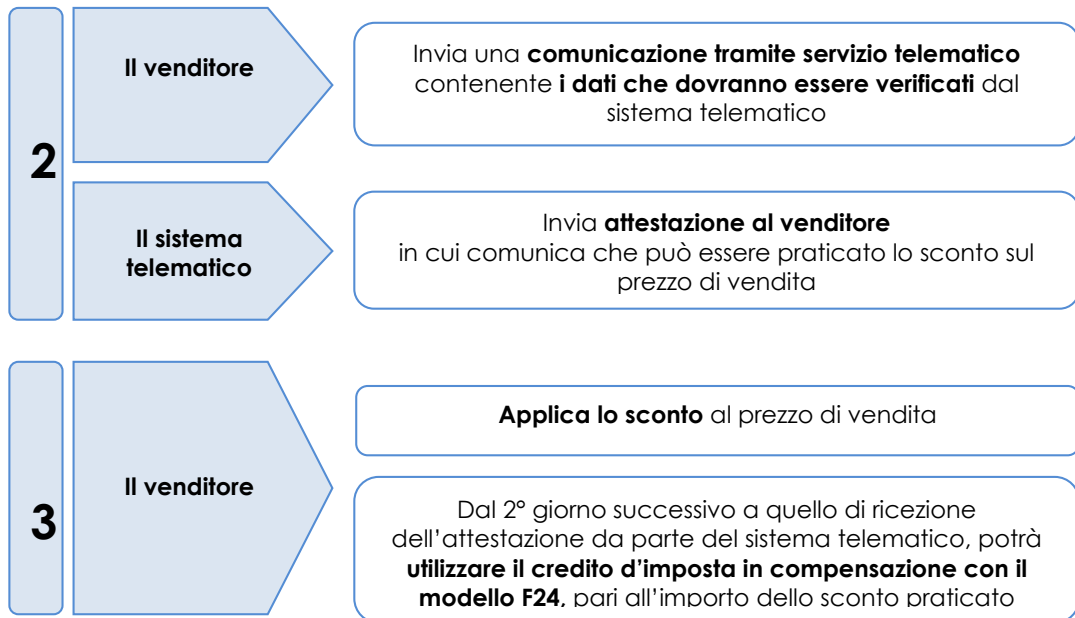 2
Il venditore
Invia una comunicazione tramite servizio telematico
contenente i dati che dovranno essere verificati dal
sistema telematico
Il sistema
telematico
Invia attestazione al venditore
in cui comunica che può essere praticato lo sconto sul
prezzo di vendita
3
Il venditore
Applica lo sconto al prezzo di vendita
Dal 2° giorno successivo a quello di ricezione
dell'attestazione da parte del sistema telematico, potrà
utilizzare il credito d'imposta in compensazione con il
modello F24, pari all'importo dello sconto praticato